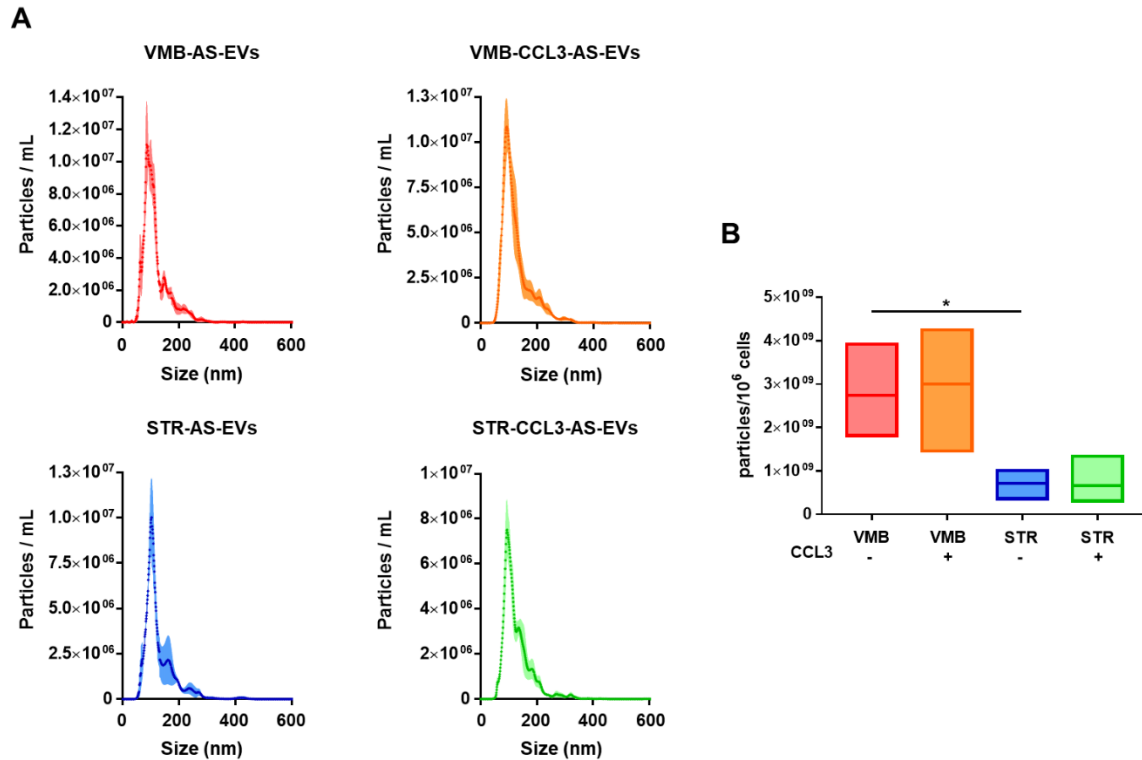 A
VMB-AS-EVs
Particles / mL
1.4×10⁰⁷
1.2×10⁰⁷
1.0×10⁰⁷
8.0×10⁰⁶
6.0×10⁰⁶
4.0×10⁰⁶
2.0×10⁰⁶
0
0 200 400 600
Size (nm)
VMB-CCL3-AS-EVs
Particles / mL
1.3×10⁰⁷
1.0×10⁰⁷
7.5×10⁰⁶
5.0×10⁰⁶
2.5×10⁰⁶
0
0 200 400 600
Size (nm)
STR-AS-EVs
Particles / mL
1.3×10⁰⁷
1.0×10⁰⁷
7.5×10⁰⁶
5.0×10⁰⁶
2.5×10⁰⁶
0
0 200 400 600
Size (nm)
STR-CCL3-AS-EVs
Particles / mL
1×10⁰⁷
8×10⁰⁶
6×10⁰⁶
4×10⁰⁶
2×10⁰⁶
0
0 200 400 600
Size (nm)
B
particles/10⁶ cells
5×10⁰⁹
4×10⁰⁹
3×10⁰⁹
2×10⁰⁹
1×10⁰⁹
0
*
VMB VMB STR STR
CCL3 - + - +